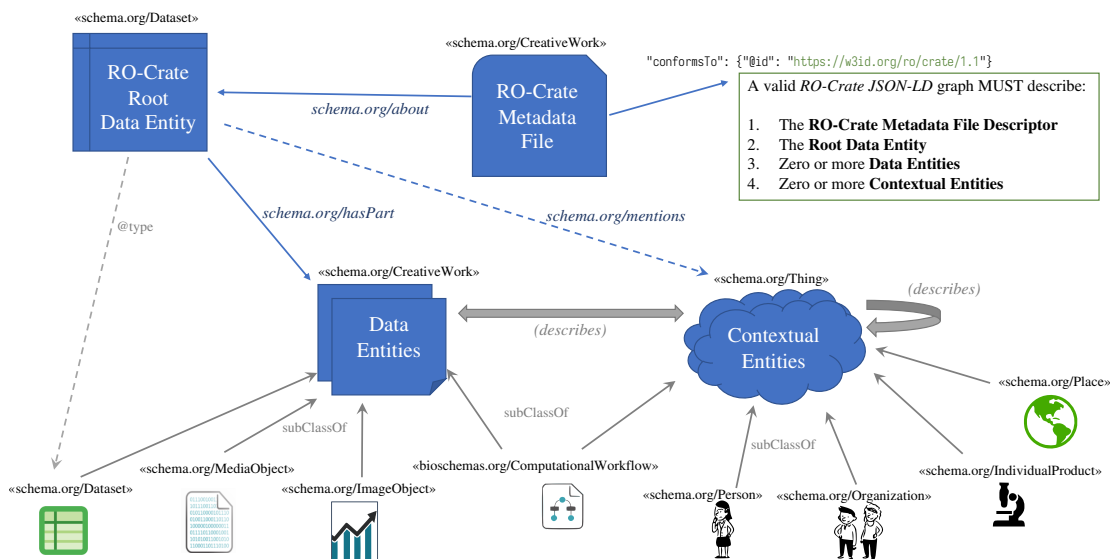 «schema.org/Dataset»
RO-Crate
Root
Data Entity
«schema.org/CreativeWork»
RO-Crate
Metadata
File
"conformsTo": {"@id": "https://w3id.org/ro/crate/1.1"}
A valid RO-Crate JSON-LD graph MUST describe:
1. The RO-Crate Metadata File Descriptor
2. The Root Data Entity
3. Zero or more Data Entities
4. Zero or more Contextual Entities
schema.org/about
schema.org/hasPart
schema.org/mentions
@type
«schema.org/CreativeWork»
Data
Entities
(describes)
«schema.org/Thing»
Contextual
Entities
(describes)
«schema.org/Place»
subClassOf
subClassOf
subClassOf
«schema.org/MediaObject»
«bioschemas.org/ComputationalWorkflow»
«schema.org/IndividualProduct»
«schema.org/Dataset»
«schema.org/ImageObject»
«schema.org/Person»
«schema.org/Organization»